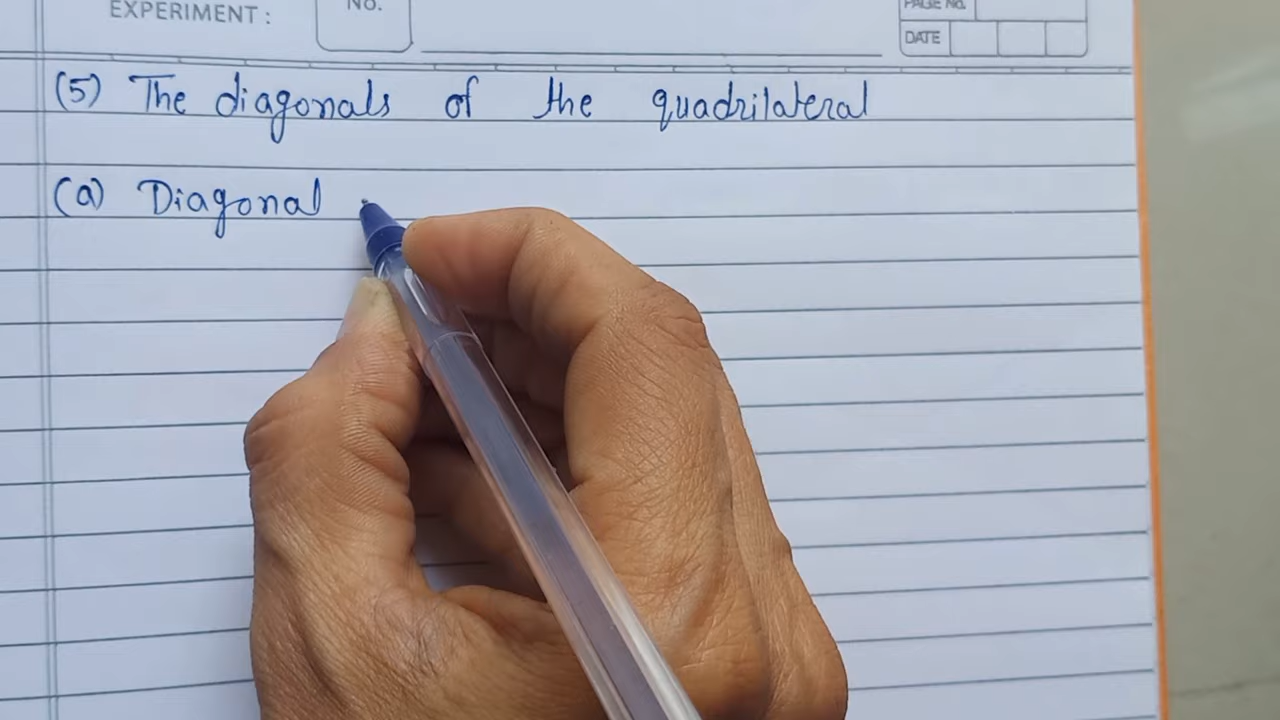 EXPERIMENT :
No.
PAGE No.
DATE
(5) The diagonals of the quadrilateral
(a) Diagonal